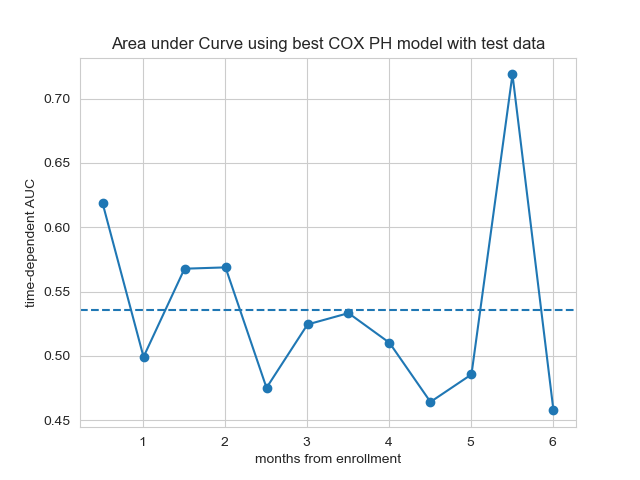 Area under Curve using best COX PH model with test data
time-dependent AUC
0.70
0.65
0.60
0.55
0.50
0.45
1 2 3 4 5 6
months from enrollment